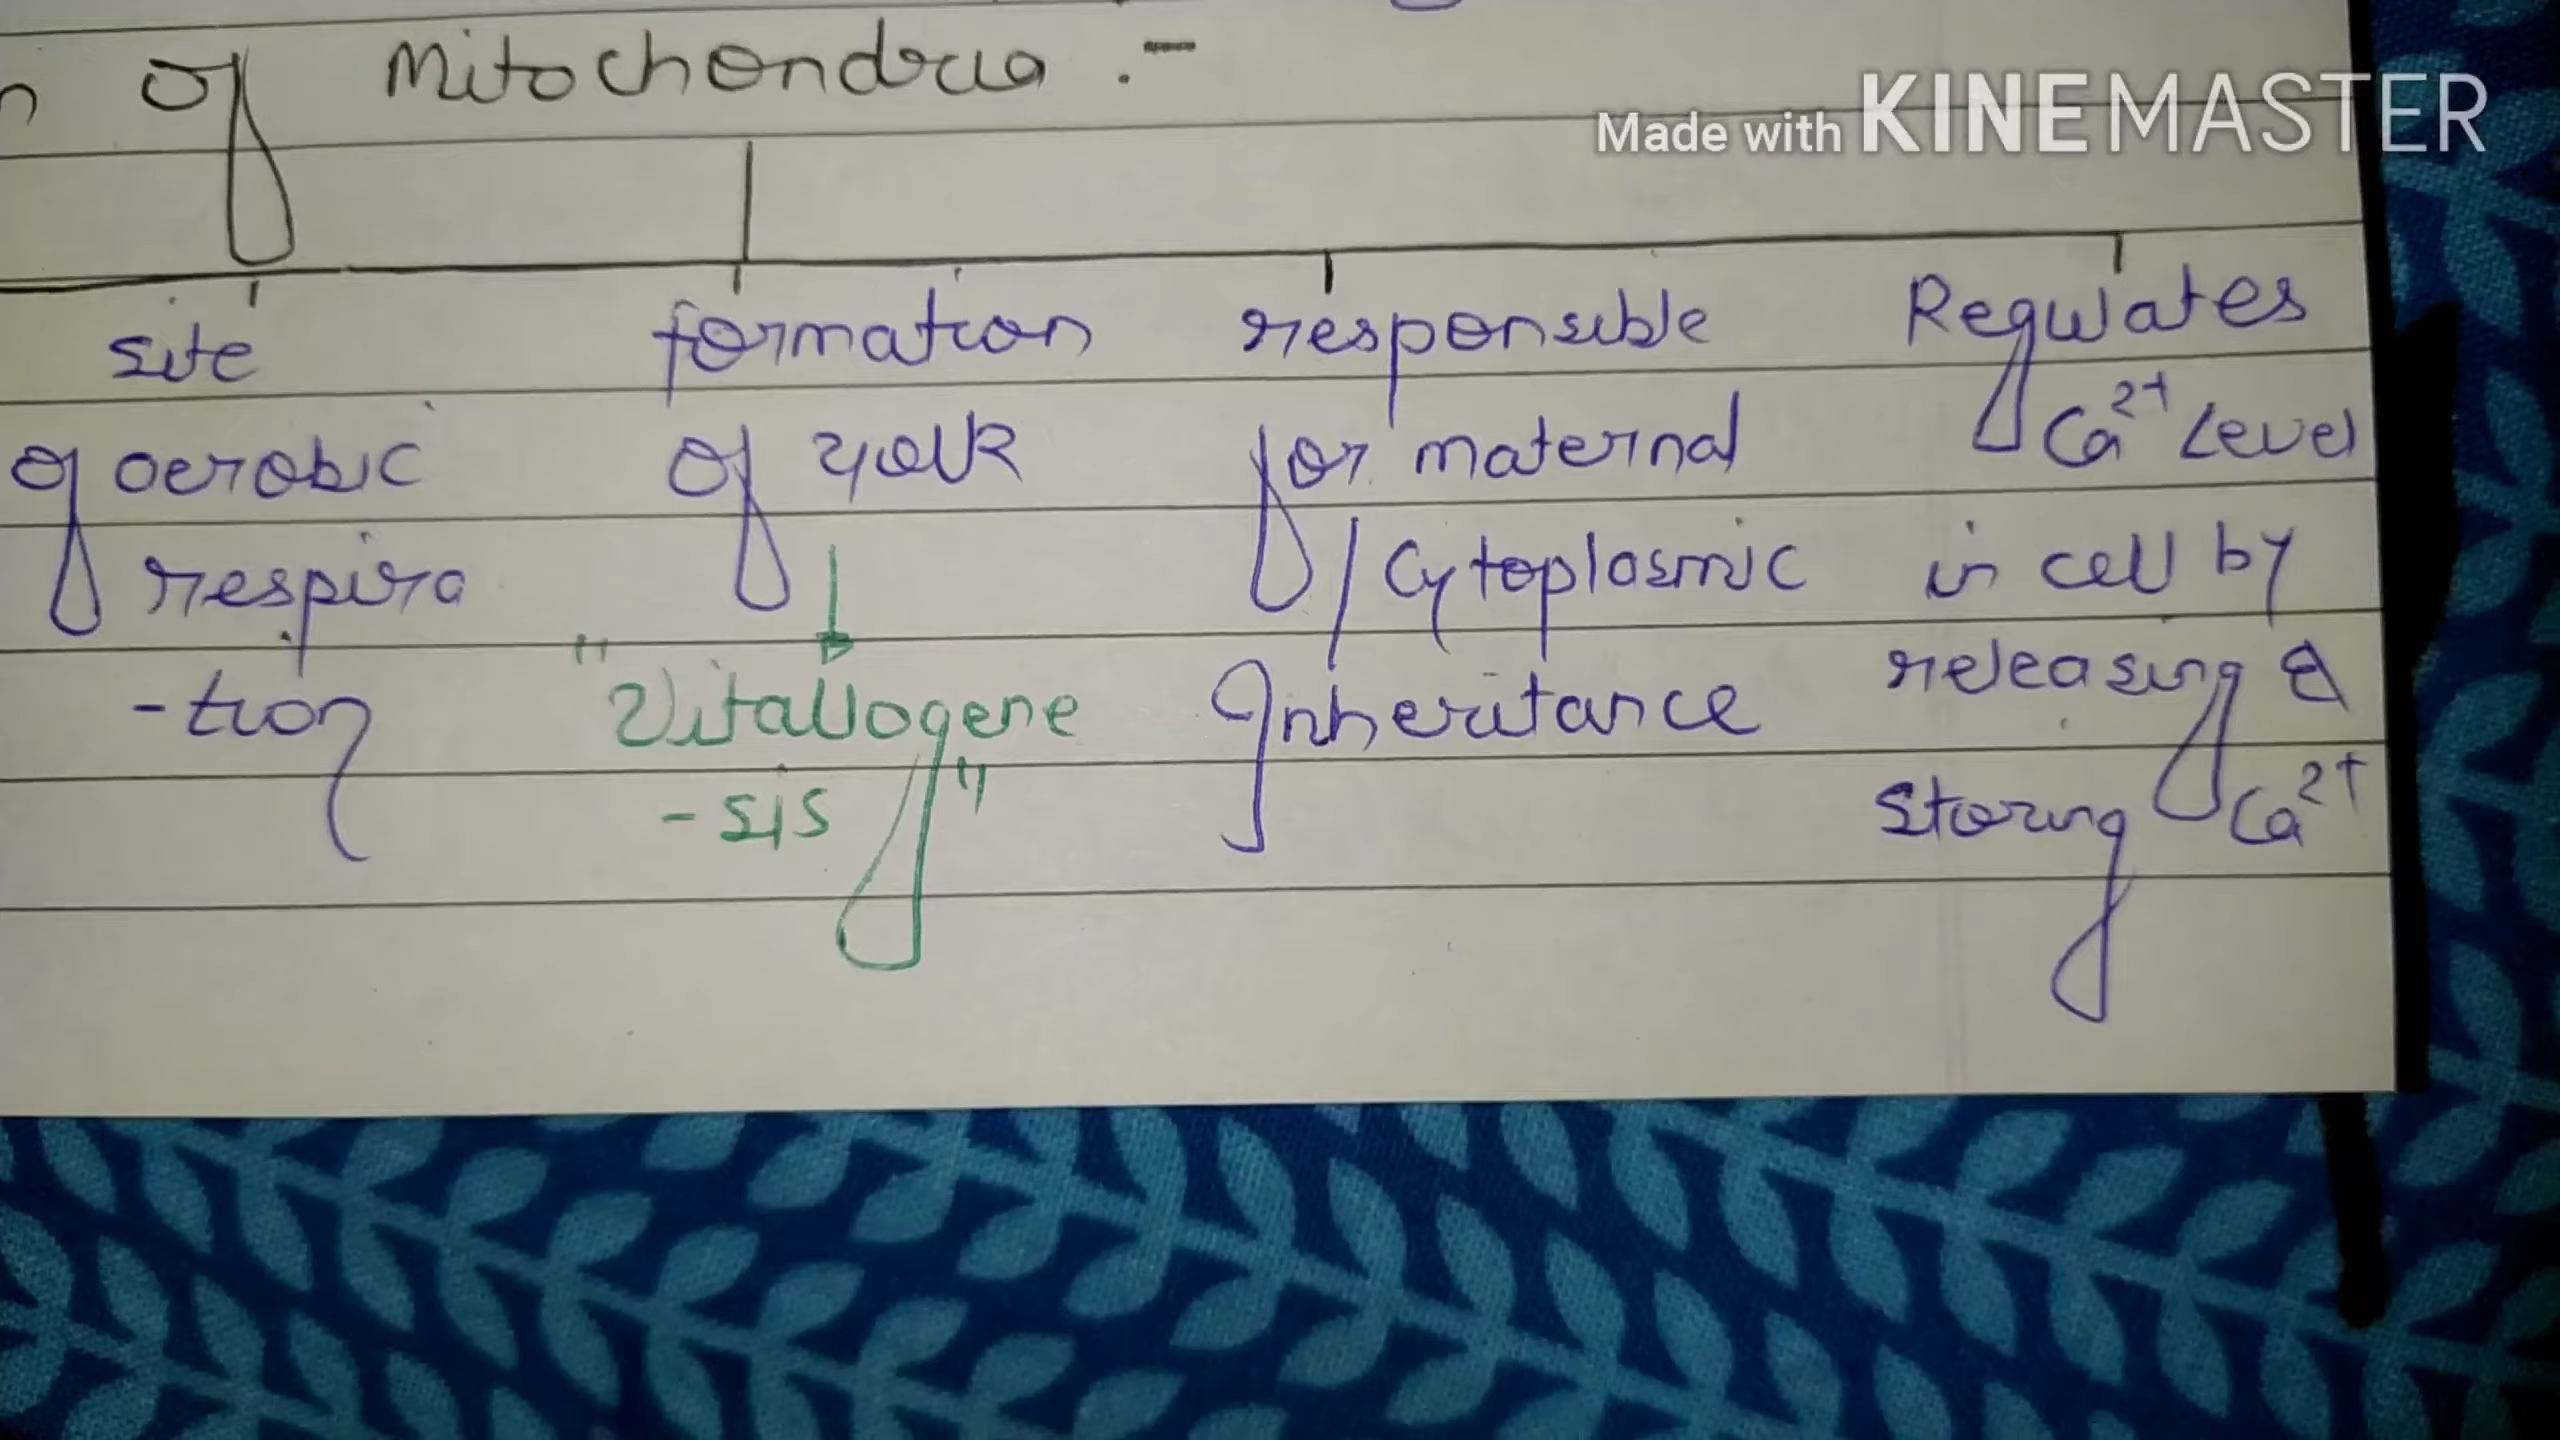 n of Mitochondria :-
Made with KINEMASTER
site
of aerobic
respira
-tion
formation
of yolk
"Vitallogene
-sis"
responsible
for maternal
/ Cytoplasmic
Inheritance
Regulates
Ca2+ Level
in cell by
releasing &
storing Ca2+